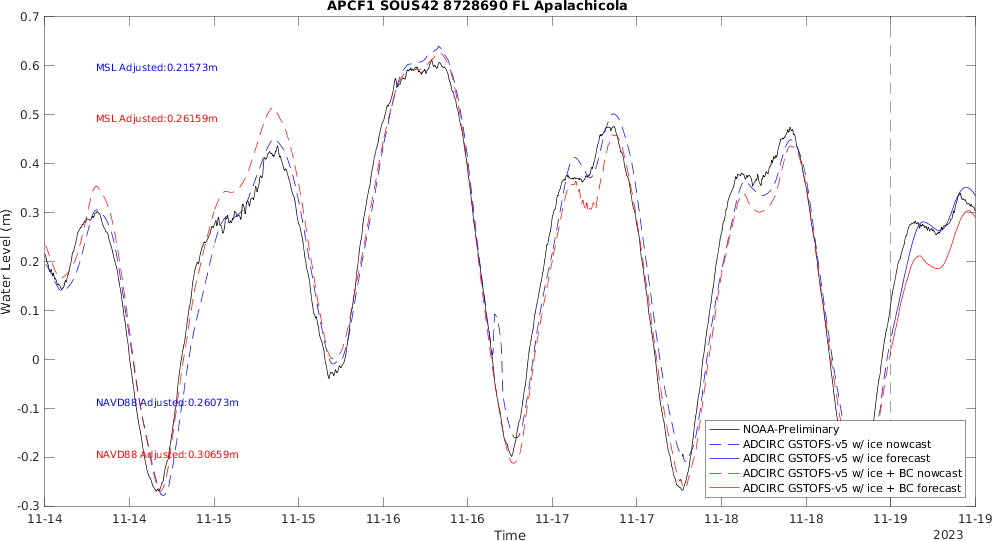 APCF1 SOUS42 8728690 FL Apalachicola
0.7
0.6
0.5
0.4
0.3
0.2
0.1
0
-0.1
-0.2
-0.3
Water Level (m)
MSL Adjusted:0.21573m
MSL Adjusted:0.26159m
NAVD88 Adjusted:0.26073m
NAVD88 Adjusted:0.30659m
NOAA-Preliminary
ADCIRC GSTOFS-v5 w/ ice nowcast
ADCIRC GSTOFS-v5 w/ ice forecast
ADCIRC GSTOFS-v5 w/ ice + BC nowcast
ADCIRC GSTOFS-v5 w/ ice + BC forecast
11-14 11-14 11-15 11-15 11-16 11-16 11-17 11-17 11-18 11-18 11-19 11-19
Time
2023